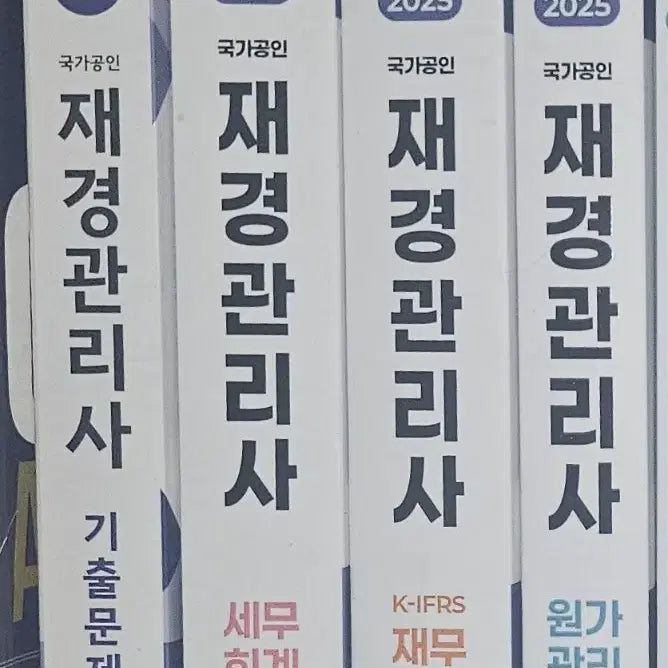 국가공인
재경관리사
기출문제
국가공인
재경관리사
세무
회계
2025
국가공인
재경관리사
K-IFRS
재무
2025
국가공인
재경관리사
원가
관리